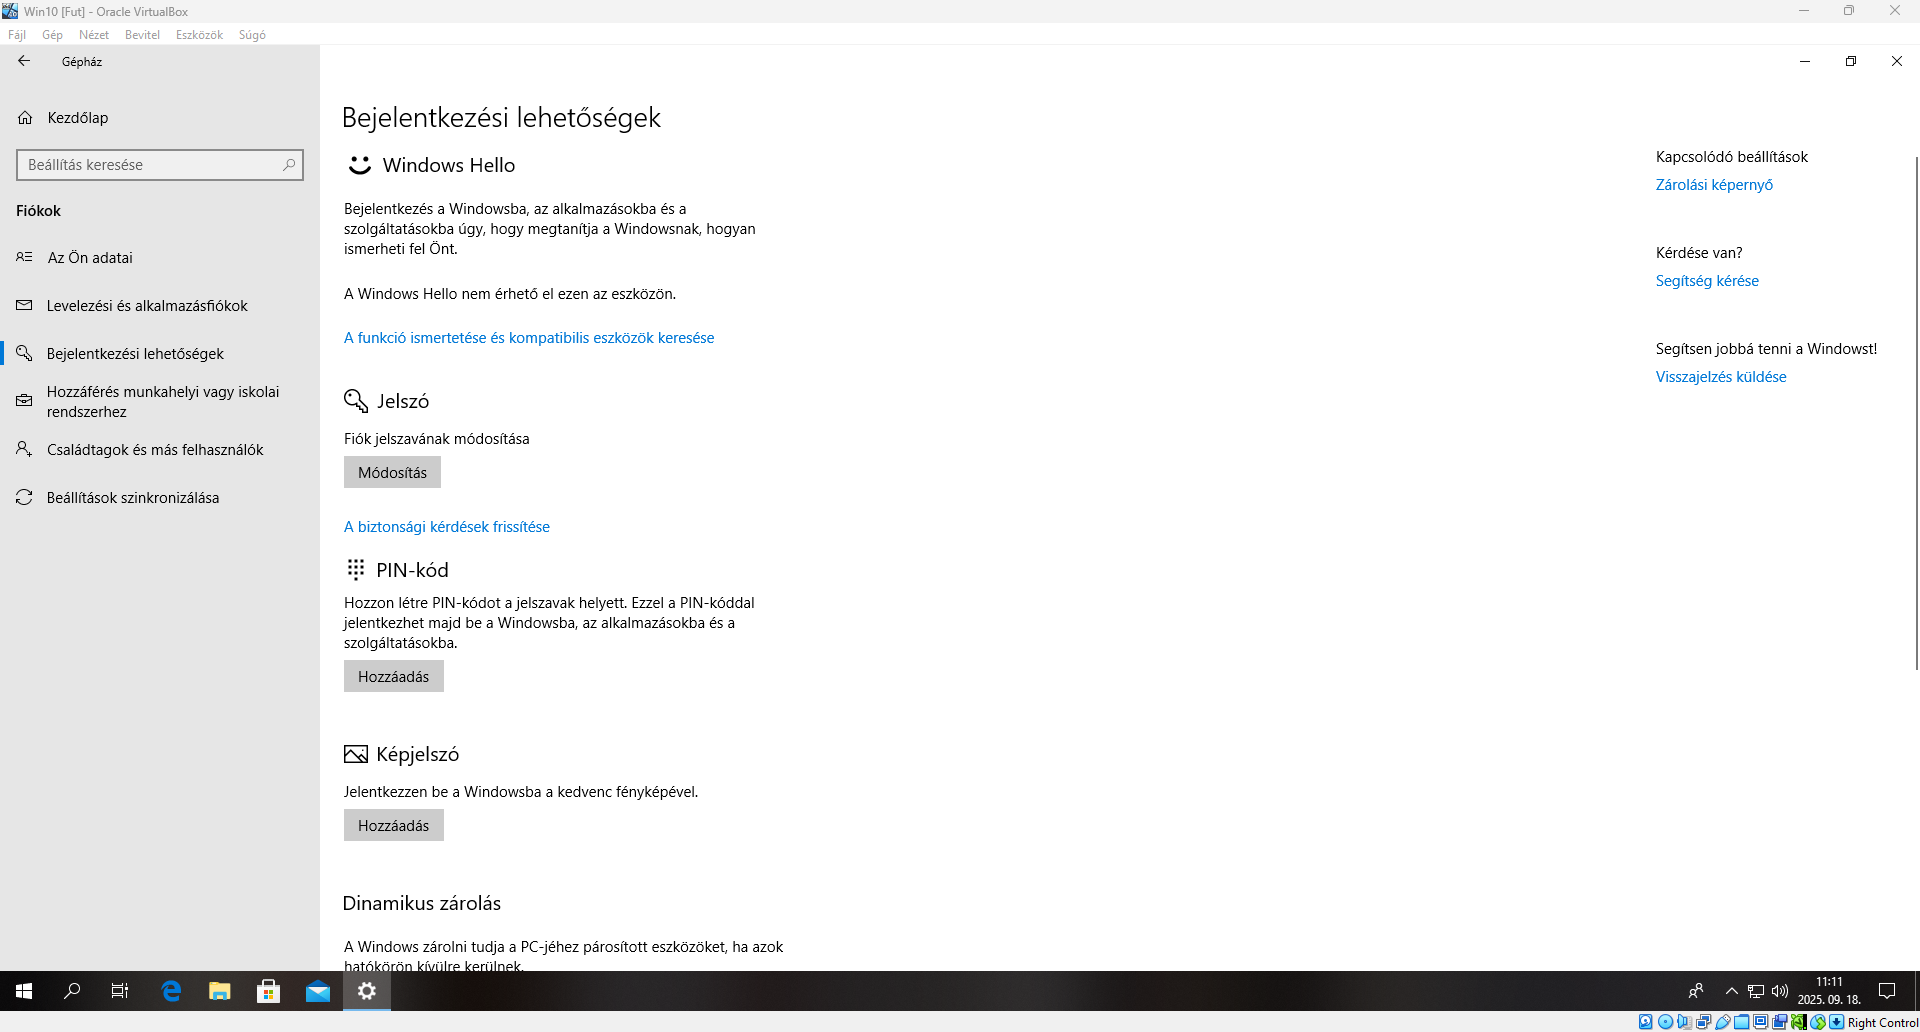 Win10 [Fut] - Oracle VirtualBox
Fájl Gép Nézet Bevitel Eszközök Súgó
Gépház
Kezdőlap
Beállítás keresése
Fiókok
Az Ön adatai
Levelezési és alkalmazásfiókok
Bejelentkezési lehetőségek
Hozzáférés munkahelyi vagy iskolai
rendszerhez
Családtagok és más felhasználók
Beállítások szinkronizálása
Bejelentkezési lehetőségek
Windows Hello
Bejelentkezés a Windowsba, az alkalmazásokba és a
szolgáltatásokba úgy, hogy megtanítja a Windowsnak, hogyan
ismerheti fel Önt.
A Windows Hello nem érhető el ezen az eszközön.
A funkció ismertetése és kompatibilis eszközök keresése
Jelszó
Fiók jelszavának módosítása
Módosítás
A biztonsági kérdések frissítése
PIN-kód
Hozzon létre PIN-kódot a jelszavak helyett. Ezzel a PIN-kóddal
jelentkezhet majd be a Windowsba, az alkalmazásokba és a
szolgáltatásokba.
Hozzáadás
Képjelszó
Jelentkezzen be a Windowsba a kedvenc fényképével.
Hozzáadás
Dinamikus zárolás
A Windows zárolni tudja a PC-jéhez párosított eszközöket, ha azok
hatókörön kívülre kerülnek.
Kapcsolódó beállítások
Zárolási képernyő
Kérdése van?
Segítség kérése
Segítsen jobbá tenni a Windowst!
Visszajelzés küldése
11:11
2025. 09. 18.
Right Control